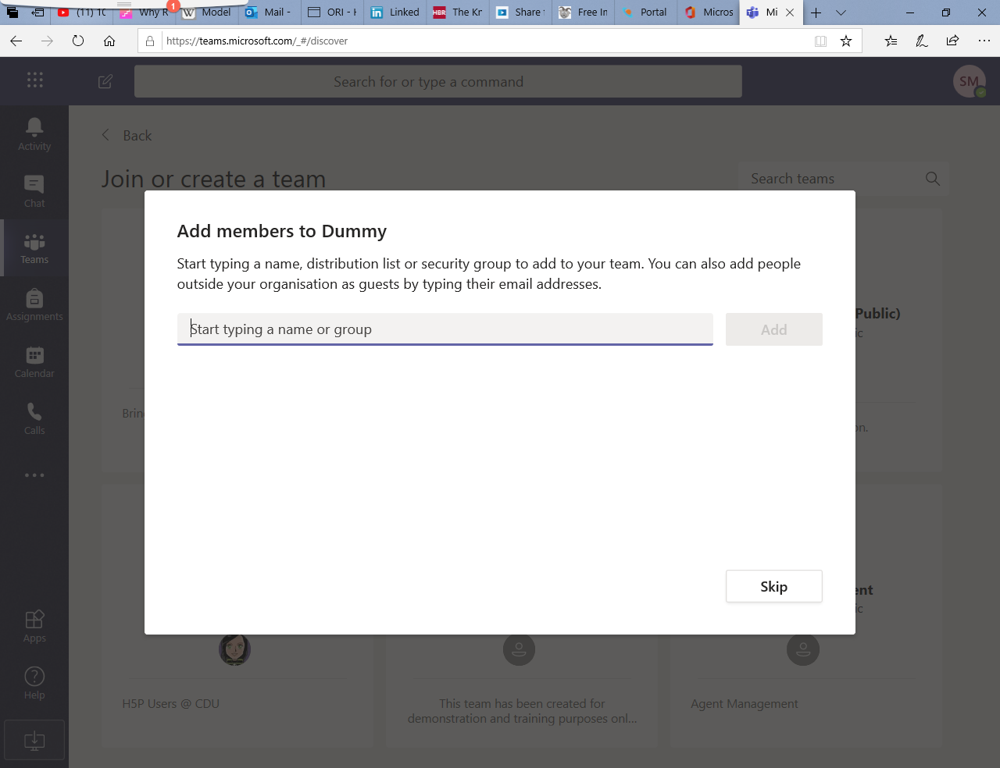 1
(11) 1(
Why R
W
Model
Mail -
ORI - H
in
Linked
HBR
The Kr
Share
Free In
Portal
Micros
Mi
https://teams.microsoft.com/_#/discover
Search for or type a command
SM
Activity
Chat
Teams
Assignments
Calendar
Calls
Apps
Help
Back
Join or create a team
Search teams
Add members to Dummy
Start typing a name, distribution list or security group to add to your team. You can also add people
outside your organisation as guests by typing their email addresses.
Start typing a name or group
Add
Skip
Public)
ic
Brin
on.
ent
ic
H5P Users @ CDU
This team has been created for
demonstration and training purposes onl...
Agent Management